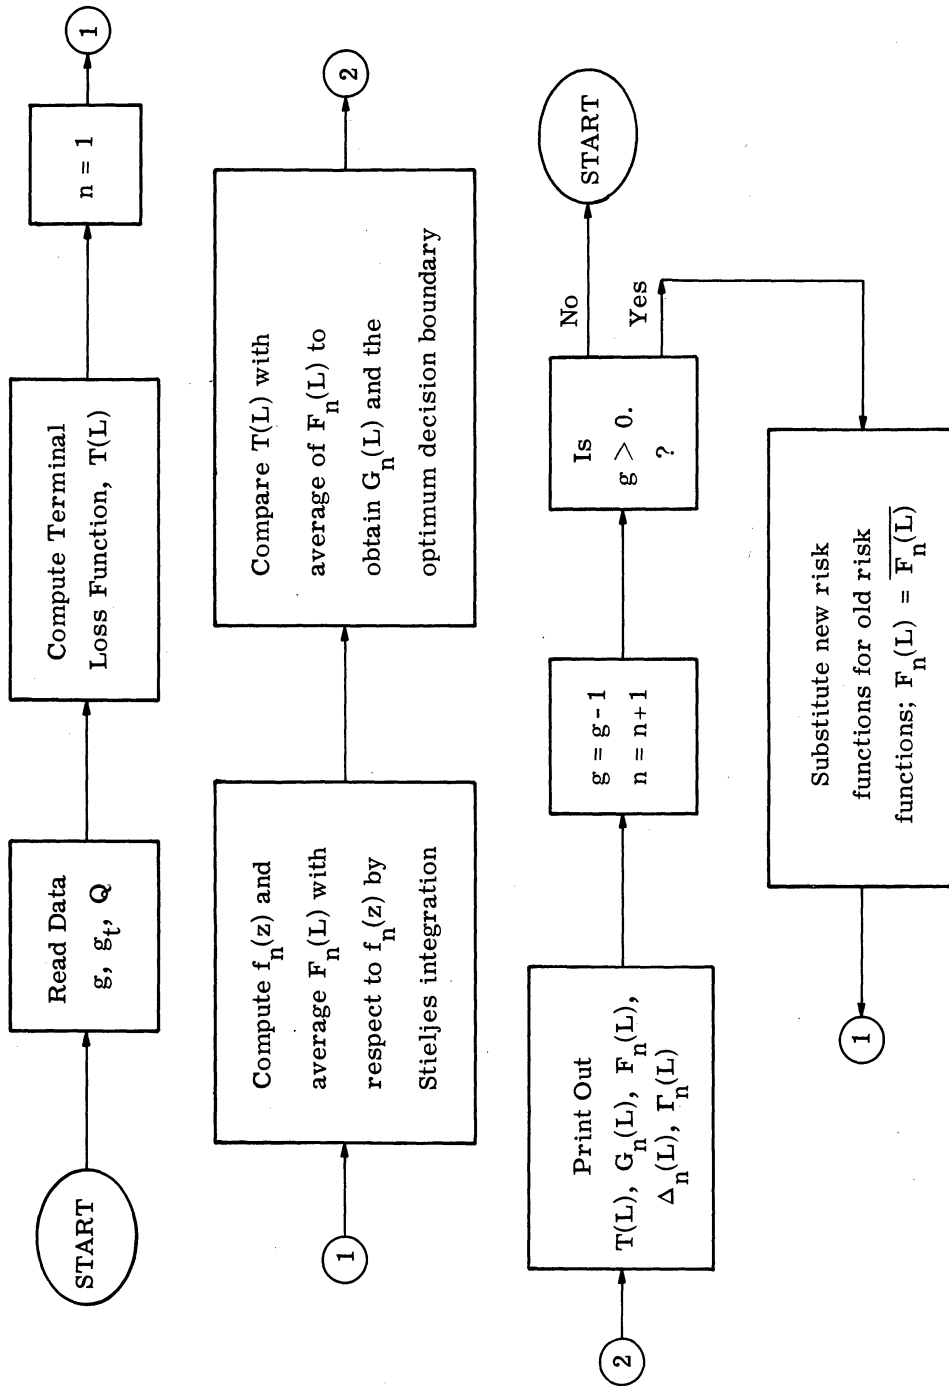 START
Read Data
g, g_t, Q
Compute Terminal
Loss Function, T(L)
n = 1
1
1
Compute f_n(z) and
average F_n(L) with
respect to f_n(z) by
Stieljes integration
Compare T(L) with
average of F_n(L) to
obtain G_n(L) and the
optimum decision boundary
2
2
Print Out
T(L), G_n(L), F_n(L),
Δ_n(L), Γ_n(L)
g = g - 1
n = n+1
Is
g > 0.
?
No
START
Yes
Substitute new risk
functions for old risk
functions; F_n(L) = \overline{F_n(L)}
1